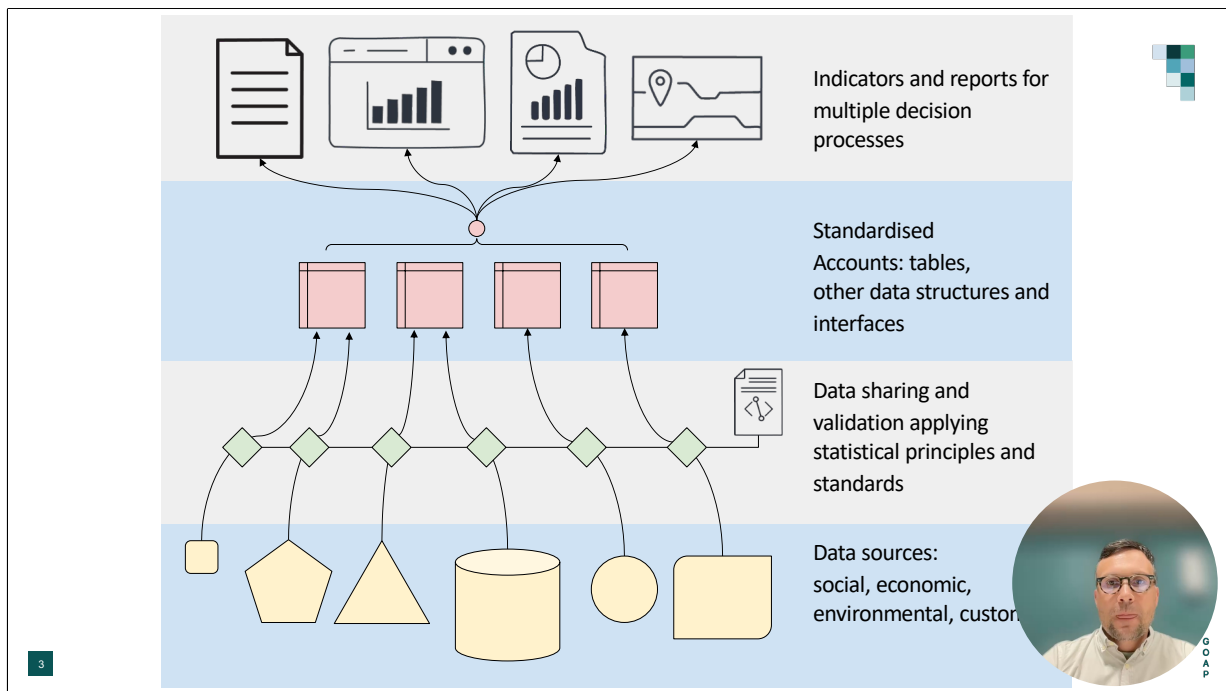 Indicators and reports for
multiple decision
processes
Standardised
Accounts: tables,
other data structures and
interfaces
Data sharing and
validation applying
statistical principles and
standards
Data sources:
social, economic,
environmental,
3
GOAP